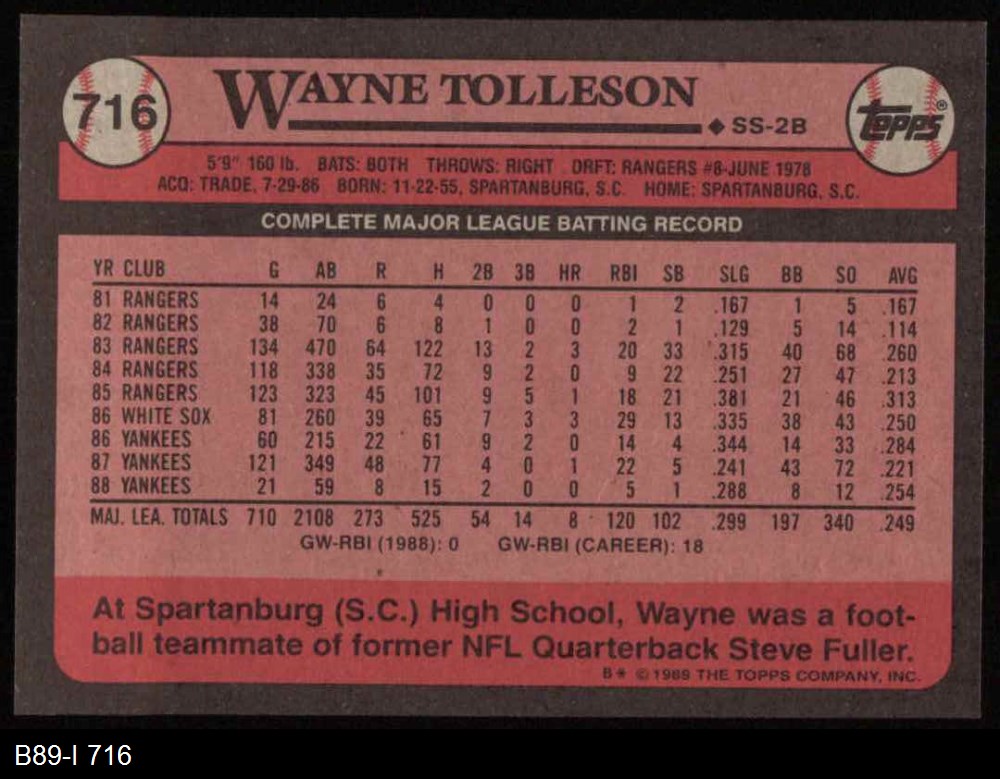 716
WAYNE TOLLESON
◆ SS-2B
Topps®
5'9" 160 lb. BATS: BOTH THROWS: RIGHT DRFT: RANGERS #8-JUNE 1978
ACQ: TRADE, 7-29-86 BORN: 11-22-55, SPARTANBURG, S.C. HOME: SPARTANBURG, S.C.
COMPLETE MAJOR LEAGUE BATTING RECORD
YR CLUB G AB R H 2B 3B HR RBI SB SLG BB SO AVG
81 RANGERS 14 24 6 4 0 0 0 1 2 .167 1 5 .167
82 RANGERS 38 70 6 8 1 0 0 2 1 .129 5 14 .114
83 RANGERS 134 470 64 122 13 2 3 20 33 .315 40 68 .260
84 RANGERS 118 338 35 72 9 2 0 9 22 .251 27 47 .213
85 RANGERS 123 323 45 101 9 5 1 18 21 .381 21 46 .313
86 WHITE SOX 81 260 39 65 7 3 3 29 13 .335 38 43 .250
86 YANKEES 60 215 22 61 9 2 0 14 4 .344 14 33 .284
87 YANKEES 121 349 48 77 4 0 1 22 5 .241 43 72 .221
88 YANKEES 21 59 8 15 2 0 0 5 1 .288 8 12 .254
MAJ. LEA. TOTALS 710 2108 273 525 54 14 8 120 102 .299 197 340 .249
GW-RBI (1988): 0 GW-RBI (CAREER): 18
At Spartanburg (S.C.) High School, Wayne was a foot-
ball teammate of former NFL Quarterback Steve Fuller.
B* © 1989 THE TOPPS COMPANY, INC.
B89-I 716